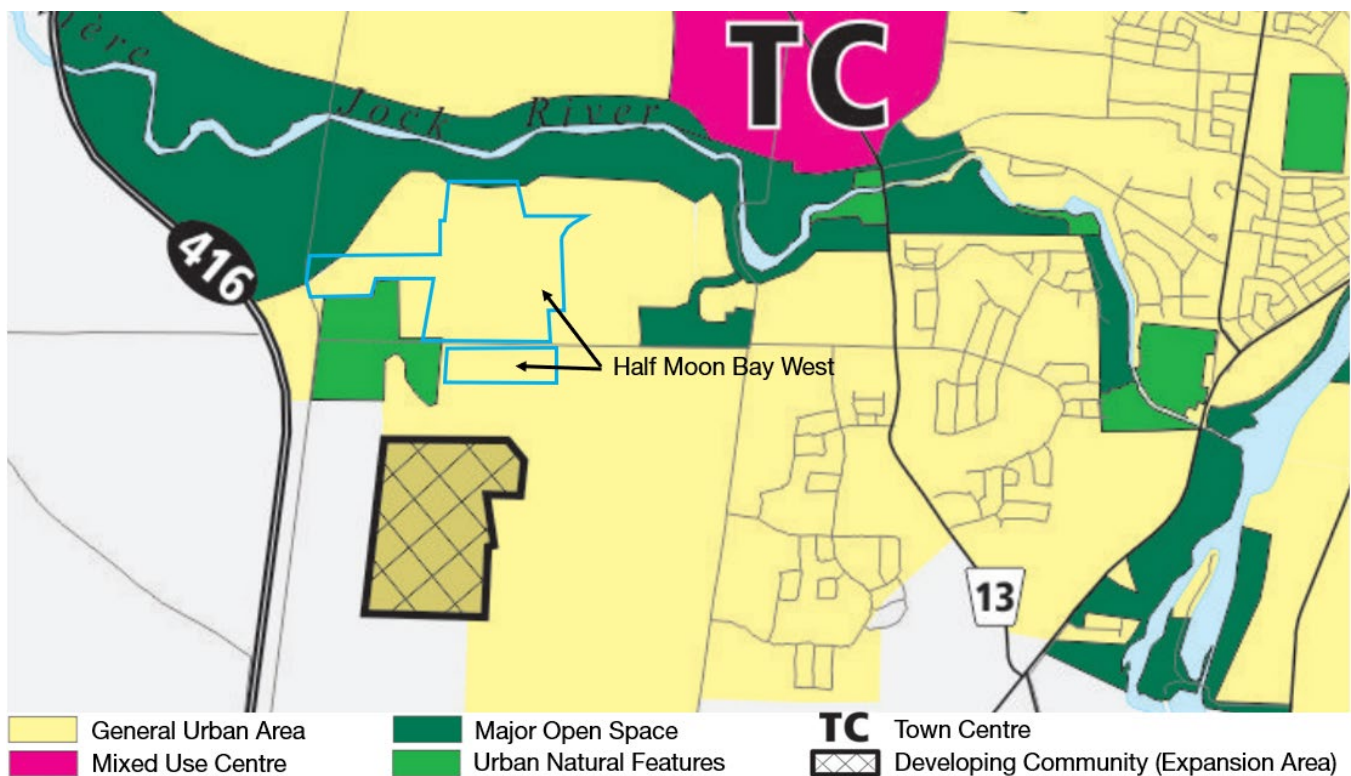 TC
Jock River
416
Half Moon Bay West
13
General Urban Area
Major Open Space
TC Town Centre
Mixed Use Centre
Urban Natural Features
Developing Community (Expansion Area)